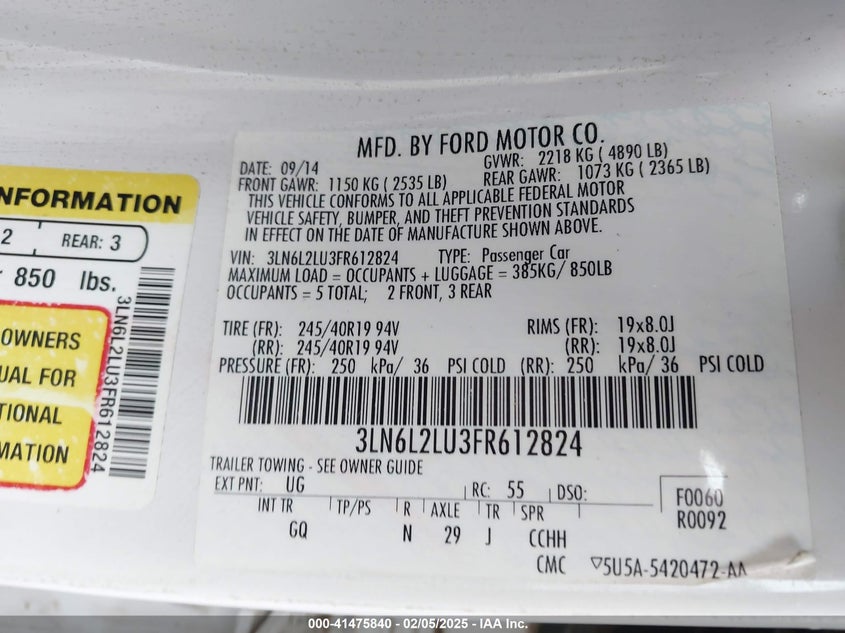 NFORMATION
2 REAR: 3
850 lbs.
OWNERS
UAL FOR
TIONAL
MATION
3LN6L2LU3FR612824
MFD. BY FORD MOTOR CO.
DATE: 09/14 GVWR: 2218 KG ( 4890 LB)
FRONT GAWR: 1150 KG ( 2535 LB) REAR GAWR: 1073 KG ( 2365 LB)
THIS VEHICLE CONFORMS TO ALL APPLICABLE FEDERAL MOTOR
VEHICLE SAFETY, BUMPER, AND THEFT PREVENTION STANDARDS
IN EFFECT ON THE DATE OF MANUFACTURE SHOWN ABOVE.
VIN: 3LN6L2LU3FR612824 TYPE: Passenger Car
MAXIMUM LOAD = OCCUPANTS + LUGGAGE = 385KG/ 850LB
OCCUPANTS = 5 TOTAL; 2 FRONT, 3 REAR
TIRE (FR): 245/40R19 94V RIMS (FR): 19x8.0J
(RR): 245/40R19 94V (RR): 19x8.0J
PRESSURE (FR): 250 kPa/ 36 PSI COLD (RR): 250 kPa/ 36 PSI COLD
3LN6L2LU3FR612824
TRAILER TOWING - SEE OWNER GUIDE
EXT PNT: UG RC: 55 DSO: F0060
INT TR TP/PS R AXLE TR SPR R0092
GQ N 29 J CCHH
CMC ▽5U5A-5420472-AA
000-41475840 - 02/05/2025 - IAA Inc.